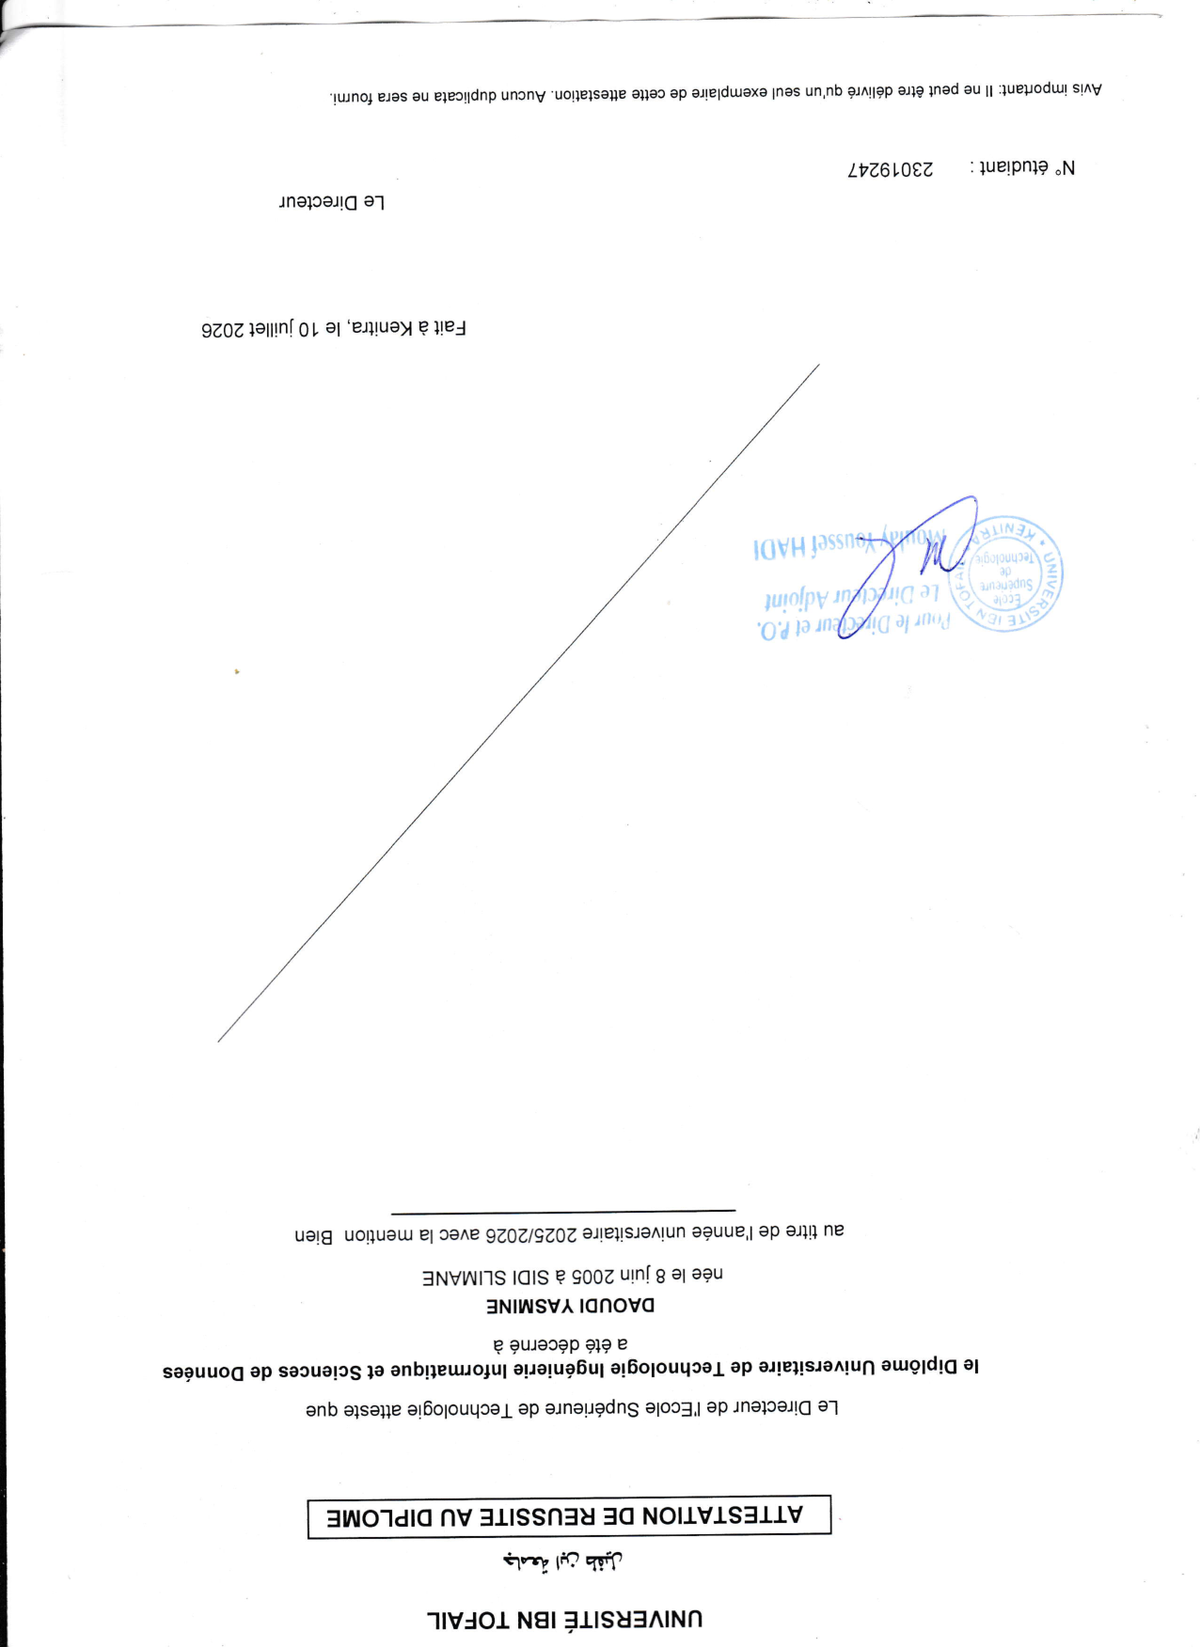 UNIVERSITÉ IBN TOFAIL
جامعة ابن طفيل
ATTESTATION DE REUSSITE AU DIPLOME
Le Directeur de l'Ecole Supérieure de Technologie atteste que
le Diplôme Universitaire de Technologie Ingénierie Informatique et Sciences de Données
a été décerné à
DAOUDI YASMINE
née le 8 juin 2005 à SIDI SLIMANE
au titre de l'année universitaire 2025/2026 avec la mention Bien
UNIVERSITE IBN TOFAIL • KENITRA •
Ecole
Supérieure
de
Technologie
Pour le Directeur et P.O.
Le Directeur Adjoint
Moulay Youssef HADI
Fait à Kenitra, le 10 juillet 2026
Le Directeur
N° étudiant : 23019247
Avis important: Il ne peut être délivré qu'un seul exemplaire de cette attestation. Aucun duplicata ne sera fourni.